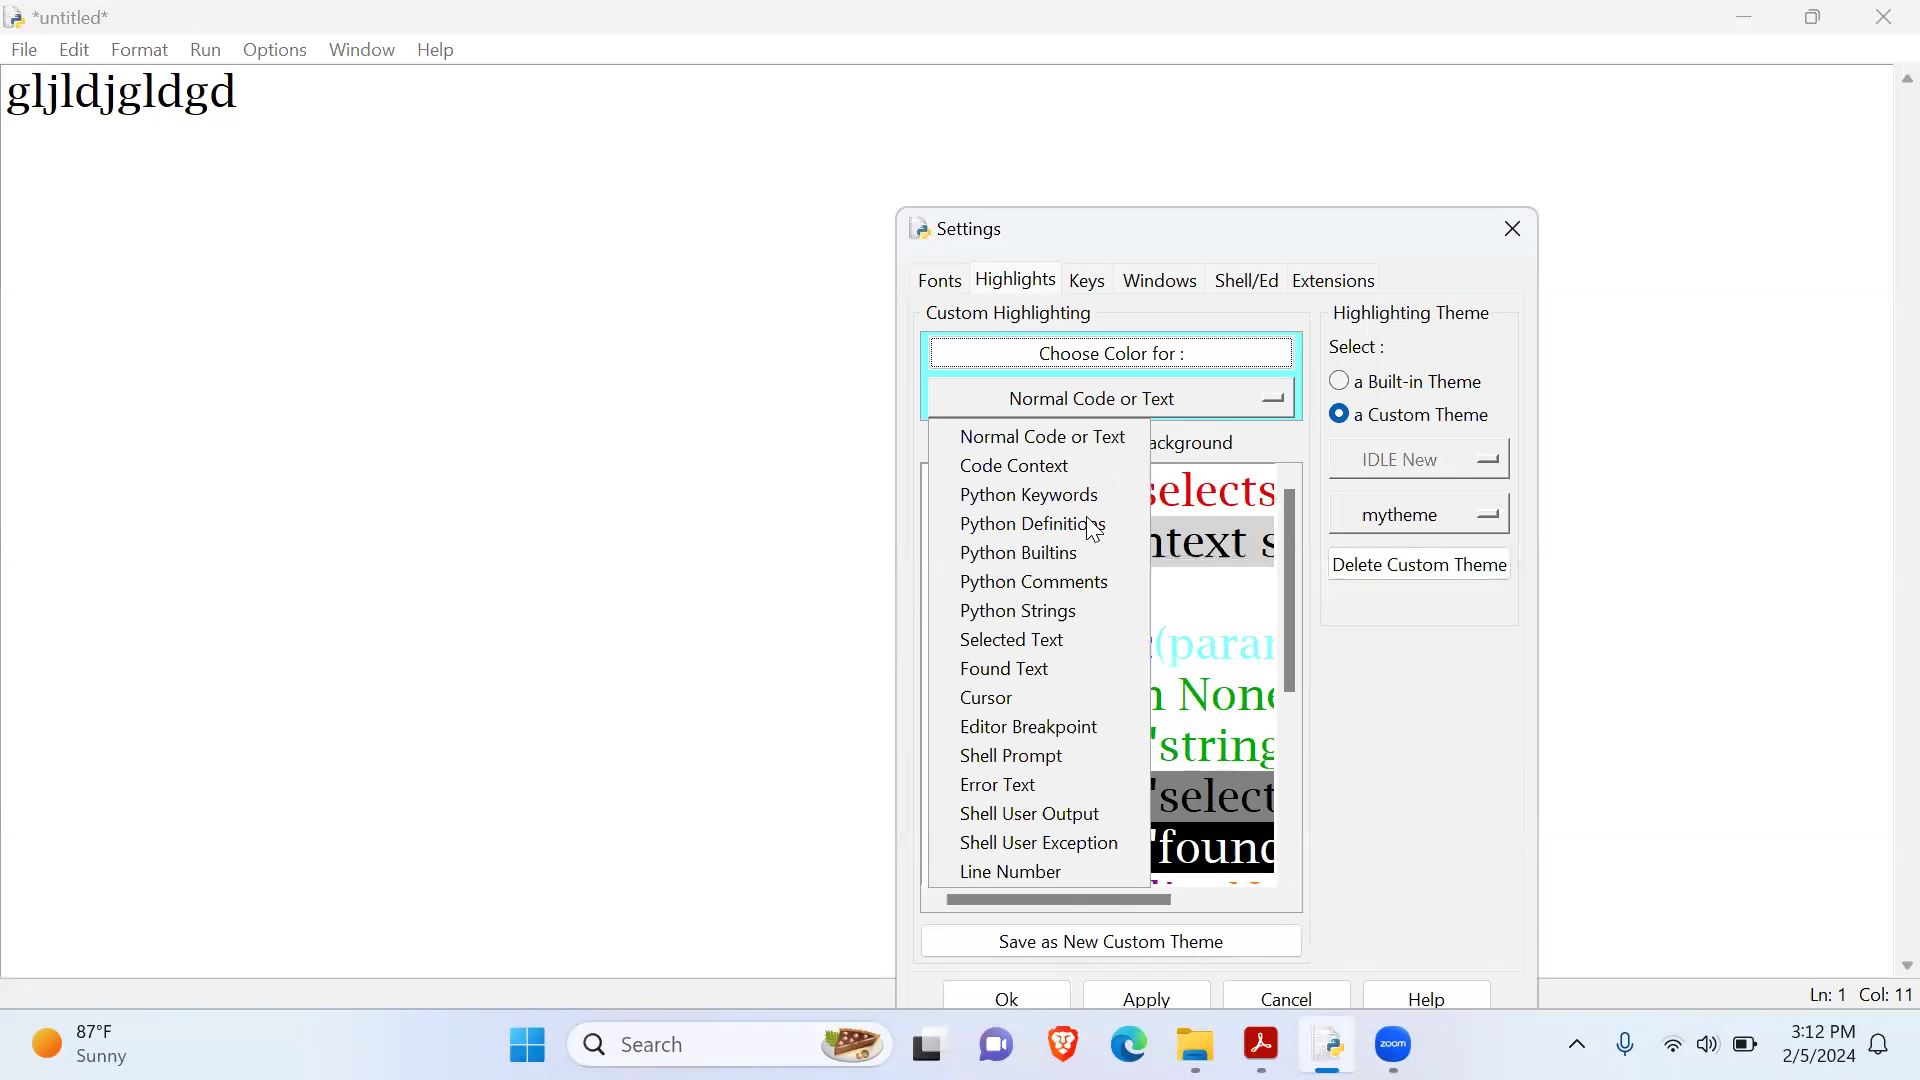 *untitled*
File Edit Format Run Options Window Help
gljldjgldgd
Settings
Fonts Highlights Keys Windows Shell/Ed Extensions
Custom Highlighting
Choose Color for :
Normal Code or Text
Normal Code or Text
Code Context
Python Keywords
Python Definitions
Python Builtins
Python Comments
Python Strings
Selected Text
Found Text
Cursor
Editor Breakpoint
Shell Prompt
Error Text
Shell User Output
Shell User Exception
Line Number
ackground
selects
ntext s
(paran
n None
'string
'select
'found
Save as New Custom Theme
Highlighting Theme
Select :
a Built-in Theme
a Custom Theme
IDLE New
mytheme
Delete Custom Theme
Ok Apply Cancel Help
Ln: 1 Col: 11
87°F
Sunny
Search
zoom
3:12 PM
2/5/2024